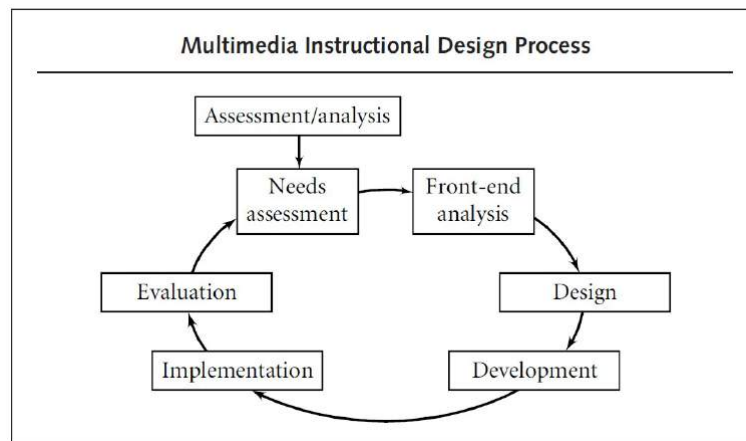 Multimedia Instructional Design Process
Assessment/analysis
Needs
assessment
Front-end
analysis
Evaluation
Design
Implementation
Development